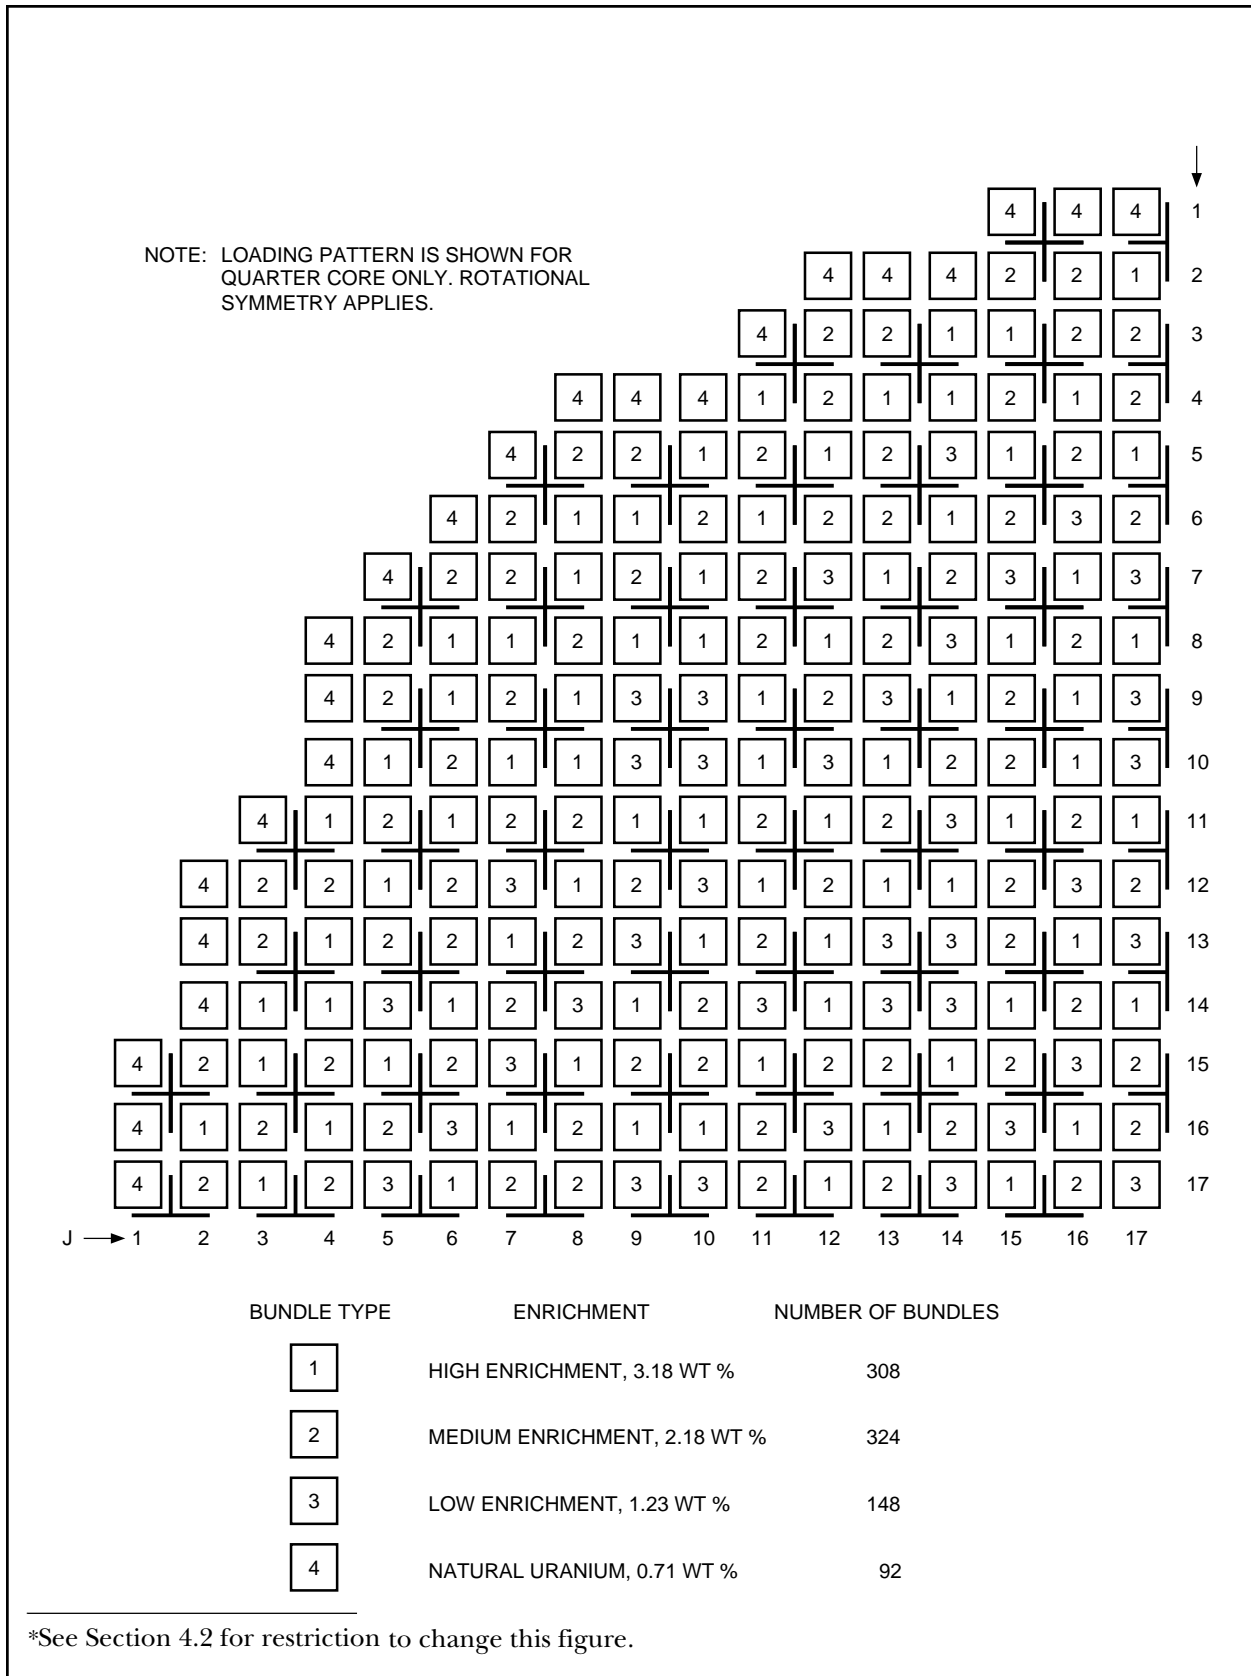 4 4 4 1
NOTE: LOADING PATTERN IS SHOWN FOR
QUARTER CORE ONLY. ROTATIONAL
SYMMETRY APPLIES.
4 4 4 2 2 1 2
4 2 2 1 1 2 2 3
4 4 4 1 2 1 1 2 1 2 4
4 2 2 1 2 1 2 3 1 2 1 5
4 2 1 1 2 1 2 2 1 2 3 2 6
4 2 2 1 2 1 2 3 1 2 3 1 3 7
4 2 1 1 2 1 1 2 1 2 3 1 2 1 8
4 2 1 2 1 3 3 1 2 3 1 2 1 3 9
4 1 2 1 1 3 3 1 3 1 2 2 1 3 10
4 1 2 1 2 2 1 1 2 1 2 3 1 2 1 11
4 2 2 1 2 3 1 2 3 1 2 1 1 2 3 2 12
4 2 1 2 2 1 2 3 1 2 1 3 3 2 1 3 13
4 1 1 3 1 2 3 1 2 3 1 3 3 1 2 1 14
4 2 1 2 1 2 3 1 2 2 1 2 2 1 2 3 2 15
4 1 2 1 2 3 1 2 1 1 2 3 1 2 3 1 2 16
4 2 1 2 3 1 2 2 3 3 2 1 2 3 1 2 3 17
J 1 2 3 4 5 6 7 8 9 10 11 12 13 14 15 16 17
BUNDLE TYPE ENRICHMENT NUMBER OF BUNDLES
1 HIGH ENRICHMENT, 3.18 WT % 308
2 MEDIUM ENRICHMENT, 2.18 WT % 324
3 LOW ENRICHMENT, 1.23 WT % 148
4 NATURAL URANIUM, 0.71 WT % 92
*See Section 4.2 for restriction to change this figure.